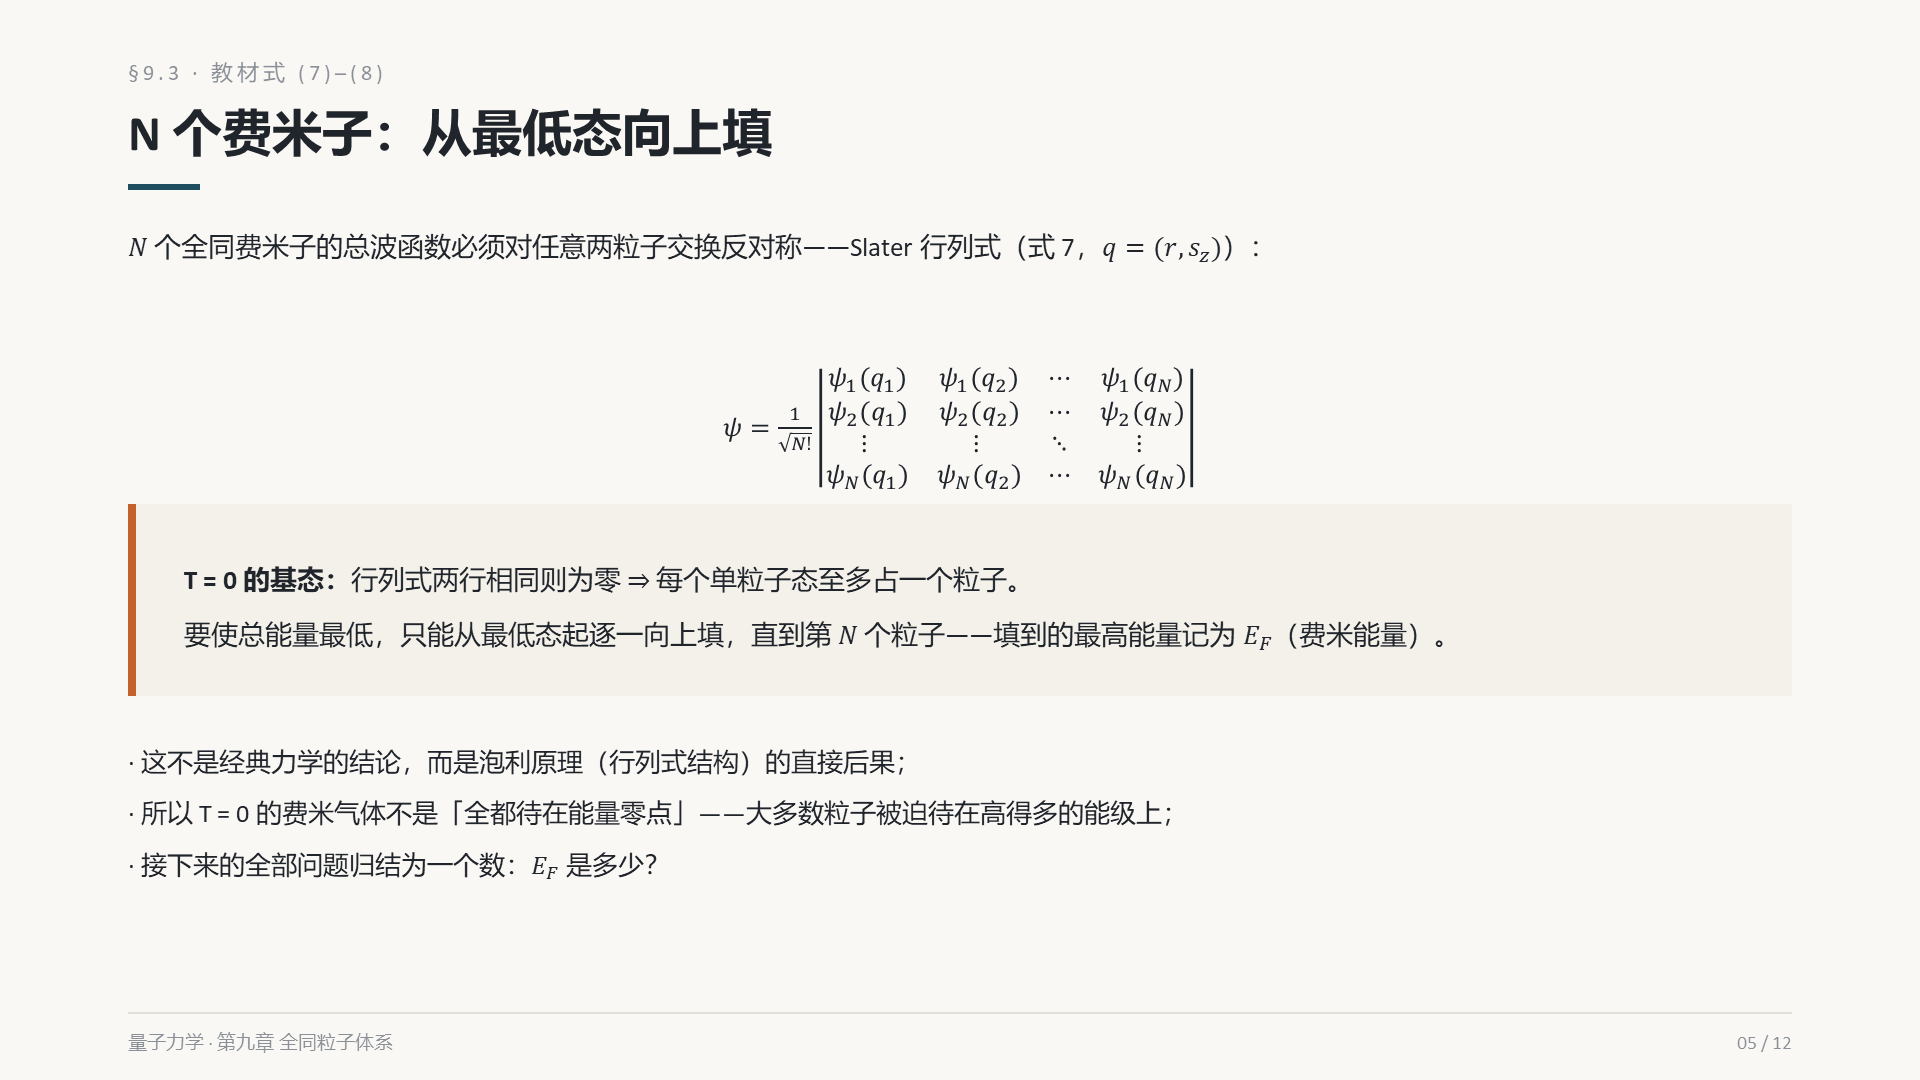 §9.3 · 教材式 (7)–(8)
N 个费米子：从最低态向上填
N 个全同费米子的总波函数必须对任意两粒子交换反对称——Slater 行列式（式 7，q = (r, s_z)）：
ψ = 1/√N! | ψ₁(q₁) ψ₁(q₂) ⋯ ψ₁(q_N) |
| ψ₂(q₁) ψ₂(q₂) ⋯ ψ₂(q_N) |
| ⋮ ⋮ ⋱ ⋮ |
| ψ_N(q₁) ψ_N(q₂) ⋯ ψ_N(q_N) |
T = 0 的基态：行列式两行相同则为零 ⇒ 每个单粒子态至多占一个粒子。
要使总能量最低，只能从最低态起逐一向上填，直到第 N 个粒子——填到的最高能量记为 E_F（费米能量）。
· 这不是经典力学的结论，而是泡利原理（行列式结构）的直接后果；
· 所以 T = 0 的费米气体不是「全都待在能量零点」——大多数粒子被迫待在高得多的能级上；
· 接下来的全部问题归结为一个数：E_F 是多少？
量子力学 · 第九章 全同粒子体系
05 / 12